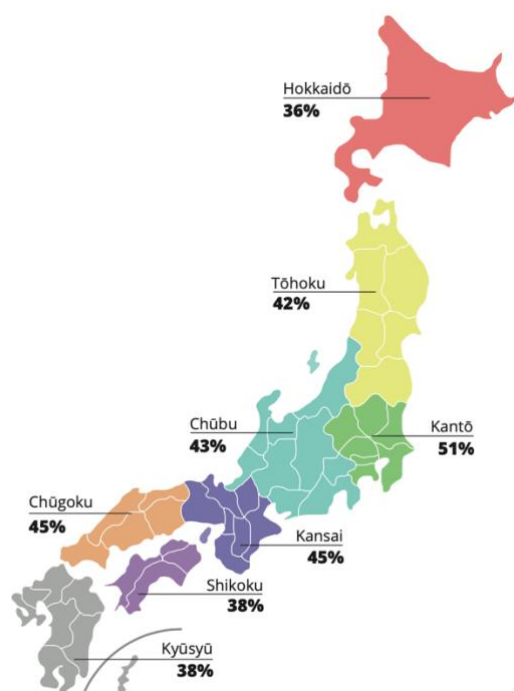 Hokkaidō
36%
Tōhoku
42%
Chūbu
43%
Kantō
51%
Chūgoku
45%
Kansai
45%
Shikoku
38%
Kyūsyū
38%